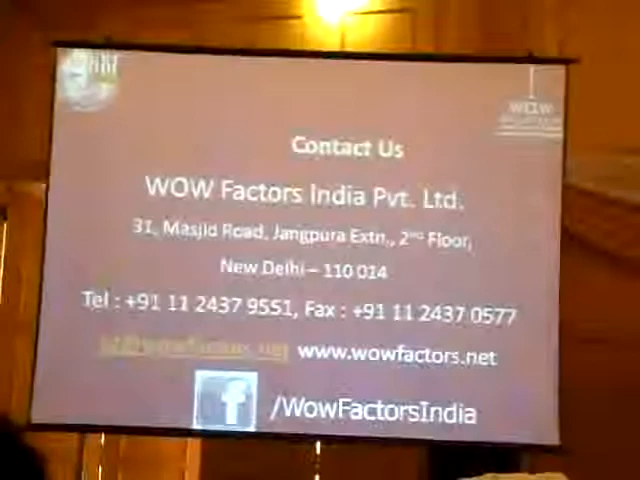 WOW
Contact Us
WOW Factors India Pvt. Ltd.
31, Masjid Road, Jangpura Extn., 2nd Floor,
New Delhi – 110 014
Tel : +91 11 2437 9551, Fax : +91 11 2437 0577
www.wowfactors.net
f /WowFactorsIndia